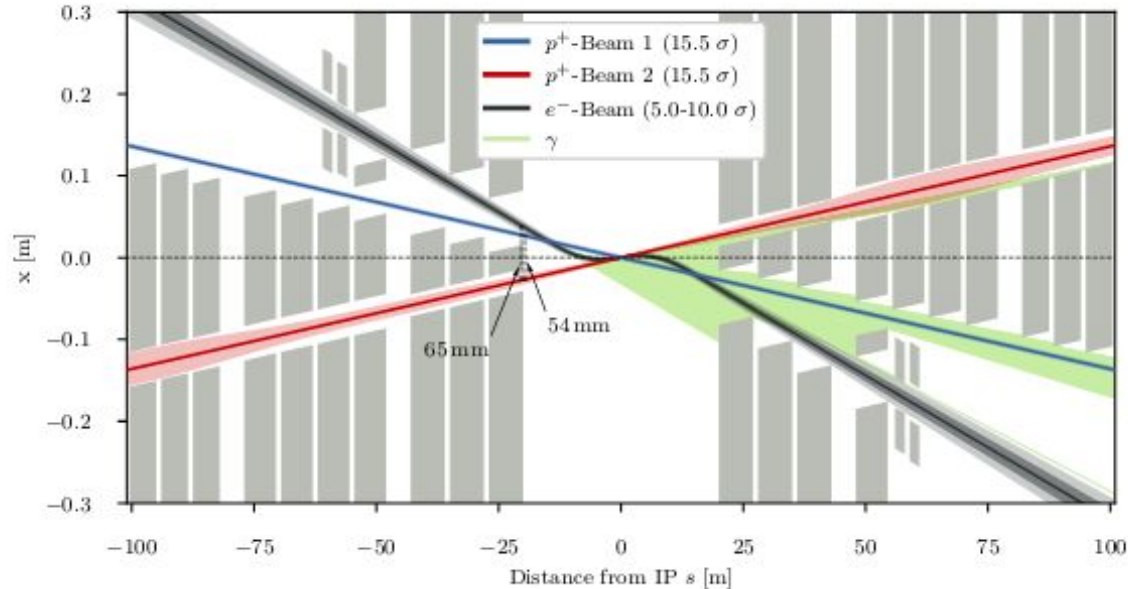 0.3
0.2
0.1
0.0
−0.1
−0.2
−0.3
x [m]
p⁺-Beam 1 (15.5 σ)
p⁺-Beam 2 (15.5 σ)
e⁻-Beam (5.0-10.0 σ)
γ
54 mm
65 mm
−100
−75
−50
−25
0
25
50
75
100
Distance from IP s [m]